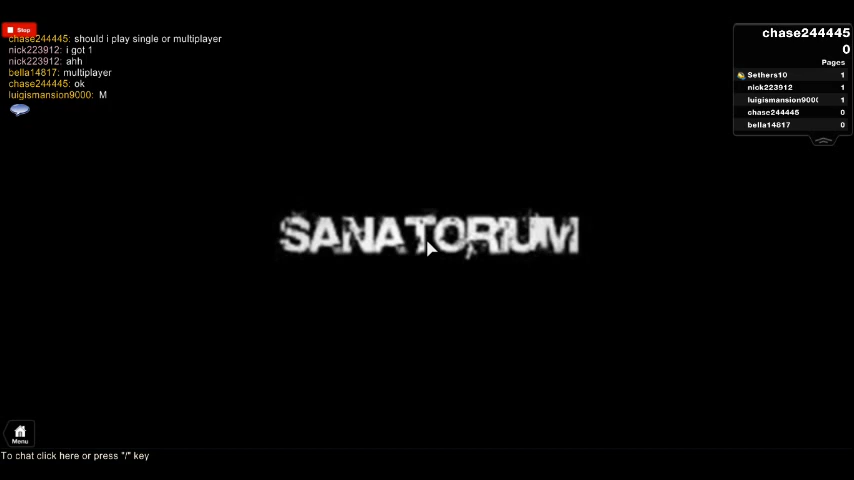 Stop
chase244445: should i play single or multiplayer
nick223912: i got 1
nick223912: ahh
bella14817: multiplayer
chase244445: ok
luigismansion9000: M
chase244445
0
Pages
Sethers10 1
nick223912 1
luigismansion9000 1
chase244445 0
bella14817 0
SANATORIUM
Menu
To chat click here or press "/" key